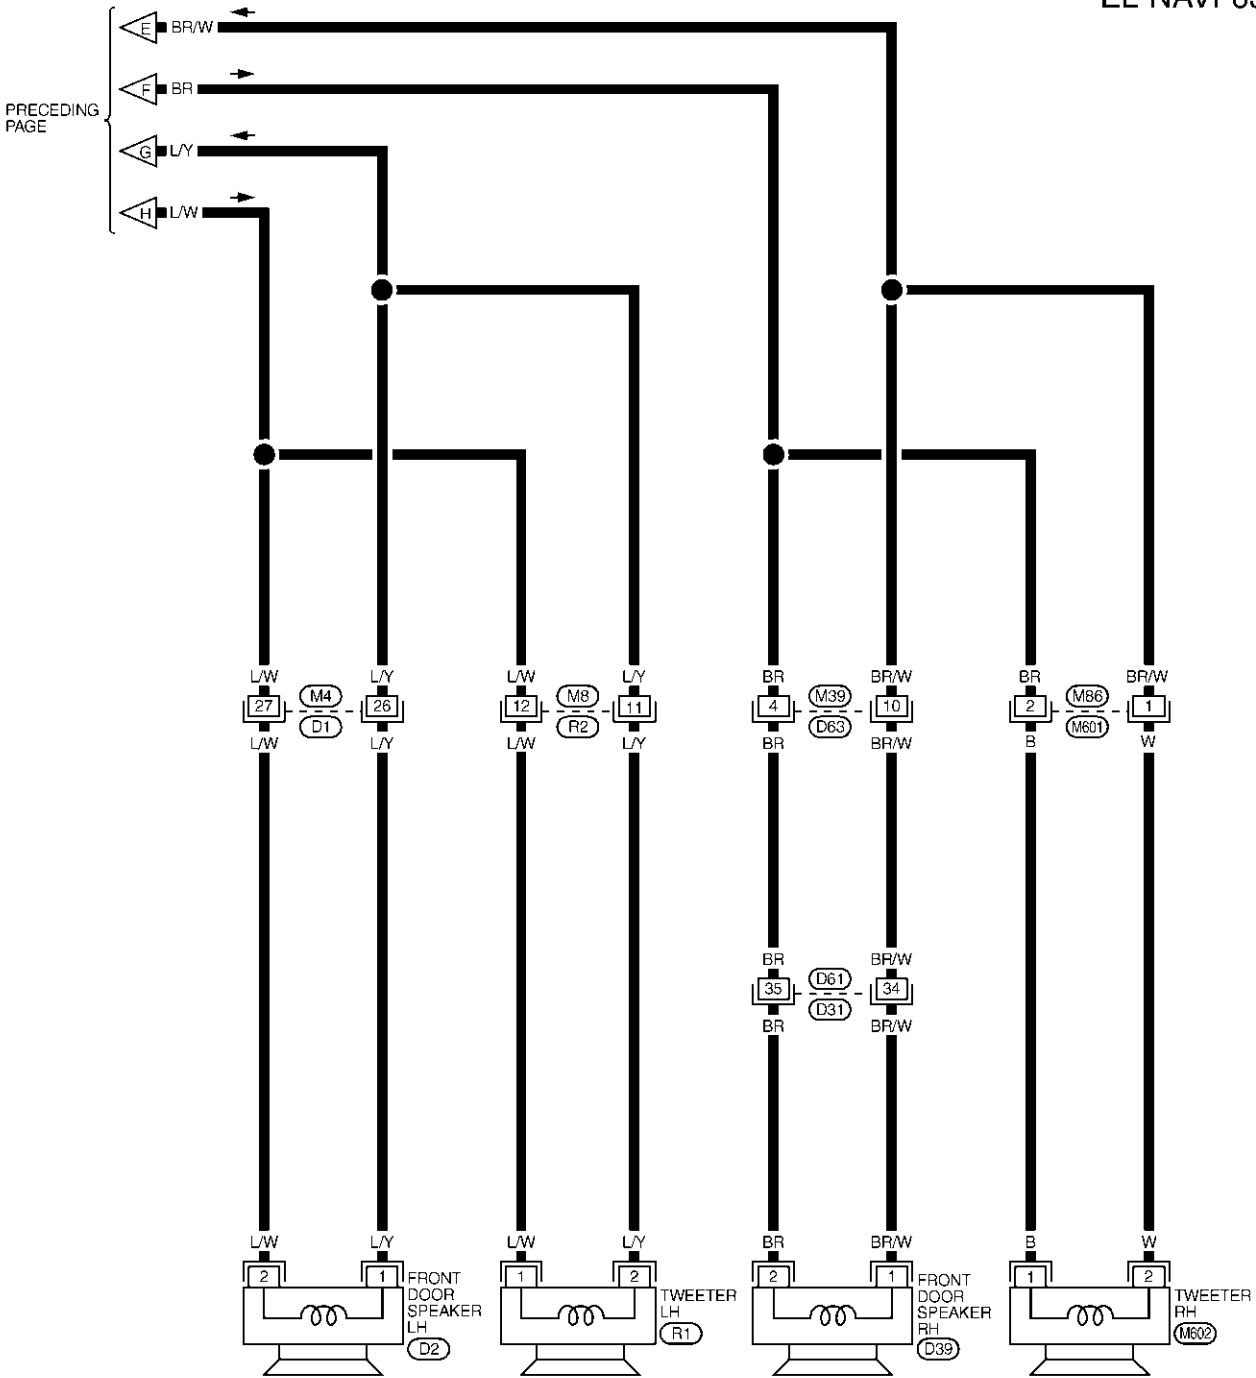 E BR/W
F BR
PRECEDING
PAGE
G L/Y
H L/W
L/W L/Y L/W L/Y BR BR/W BR BR/W
27 M4 26 12 M8 11 4 M39 10 2 M86 1
D1 R2 D63 M601
L/W L/Y L/W L/Y BR BR/W B W
BR BR/W
35 D61 34
D31
BR BR/W
L/W L/Y L/W L/Y BR BR/W B W
2 1 1 2 2 1 1 2
FRONT
DOOR
SPEAKER
LH
D2
TWEETER
LH
R1
FRONT
DOOR
SPEAKER
RH
D39
TWEETER
RH
M602